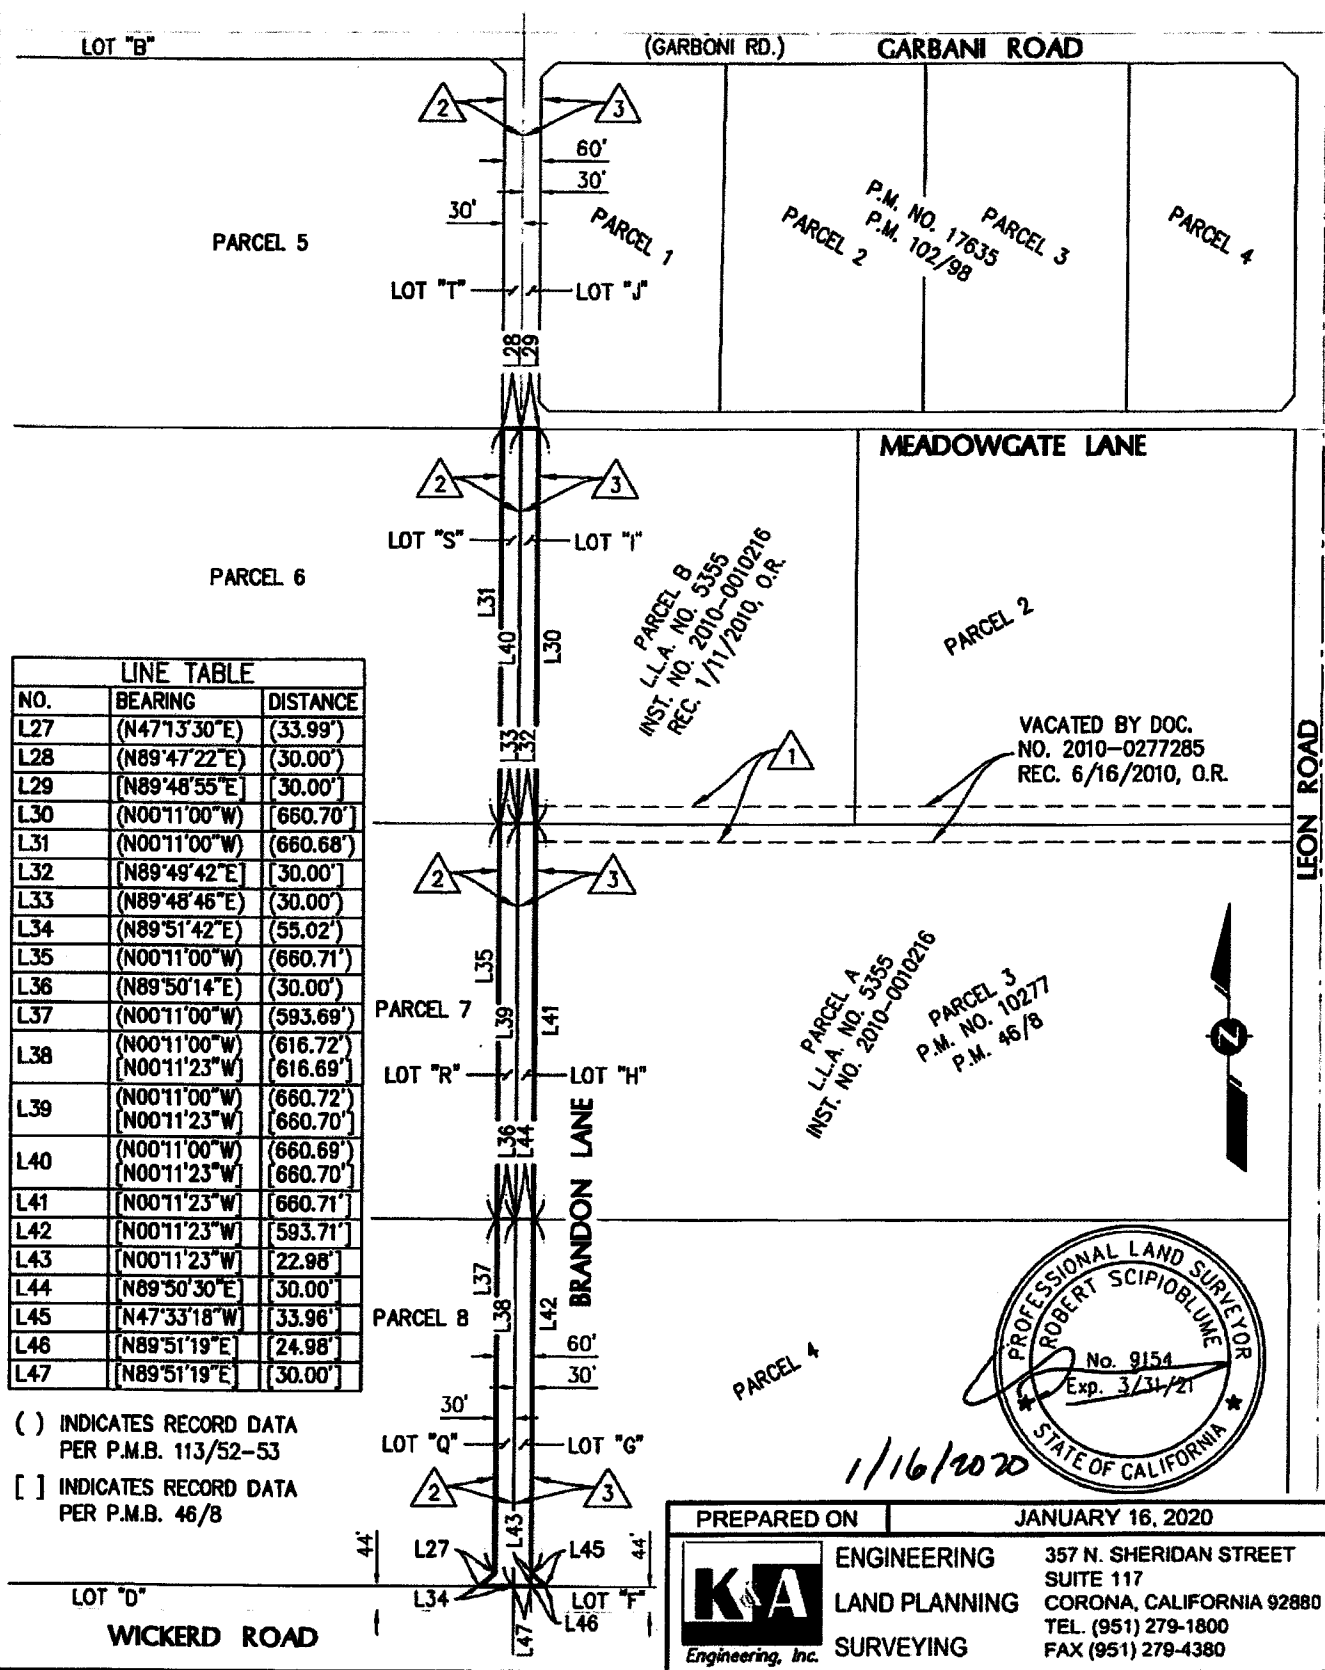 LOT "B"
(GARBONI RD.)
GARBANI ROAD
2
3
60'
30'
30'
PARCEL 5
PARCEL 1
PARCEL 2
P.M. NO. 17635
P.M. 102/98
PARCEL 3
PARCEL 4
LOT "T"
LOT "J"
L28
L29
MEADOWGATE LANE
2
3
LOT "S"
LOT "I"
PARCEL 6
L31
L40
L30
PARCEL B
L.L.A. NO. 5355
INST. NO. 2010-0010216
REC. 1/11/2010, O.R.
PARCEL 2
L33
L32
1
VACATED BY DOC.
NO. 2010-0277285
REC. 6/16/2010, O.R.
LEON ROAD
LINE TABLE
NO. BEARING DISTANCE
L27 (N47°13'30"E) (33.99')
L28 (N89°47'22"E) (30.00')
L29 [N89°48'55"E] [30.00']
L30 (N00°11'00"W) [660.70']
L31 (N00°11'00"W) (660.68')
L32 [N89°49'42"E] [30.00']
L33 (N89°48'46"E) (30.00')
L34 (N89°51'42"E) (55.02')
L35 (N00°11'00"W) (660.71')
L36 (N89°50'14"E) (30.00')
L37 (N00°11'00"W) (593.69')
L38 (N00°11'00"W) (616.72')
[N00°11'23"W] [616.69']
L39 (N00°11'00"W) (660.72')
[N00°11'23"W] [660.70']
L40 (N00°11'00"W) (660.69')
[N00°11'23"W] [660.70']
L41 [N00°11'23"W] [660.71']
L42 [N00°11'23"W] [593.71']
L43 [N00°11'23"W] [22.98']
L44 [N89°50'30"E] [30.00']
L45 [N47°33'18"W] [33.96']
L46 [N89°51'19"E] [24.98']
L47 [N89°51'19"E] [30.00']
( ) INDICATES RECORD DATA
PER P.M.B. 113/52-53
[ ] INDICATES RECORD DATA
PER P.M.B. 46/8
2
3
L35
L39
L41
PARCEL 7
LOT "R"
LOT "H"
PARCEL A
L.L.A. NO. 5355
INST. NO. 2010-0010216
PARCEL 3
P.M. NO. 10277
P.M. 46/8
N
L36
L44
BRANDON LANE
L37
L38
L42
PARCEL 8
60'
30'
30'
PARCEL 4
LOT "Q"
LOT "G"
2
3
L43
L27
L45
44'
44'
L34
L46
L47
LOT "D"
LOT "F"
WICKERD ROAD
PROFESSIONAL LAND SURVEYOR
ROBERT SCIPIOBLUME
No. 9154
Exp. 3/31/21
STATE OF CALIFORNIA
1/16/2020
PREPARED ON JANUARY 16, 2020
K&A
Engineering, Inc.
ENGINEERING
LAND PLANNING
SURVEYING
357 N. SHERIDAN STREET
SUITE 117
CORONA, CALIFORNIA 92880
TEL. (951) 279-1800
FAX (951) 279-4380